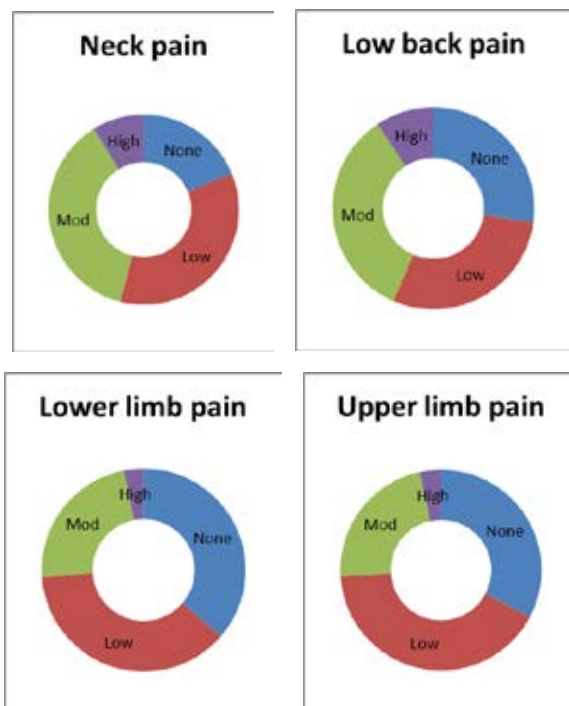 Neck pain
High
None
Mod
Low
Low back pain
High
None
Mod
Low
Lower limb pain
High
Mod
None
Low
Upper limb pain
High
Mod
None
Low